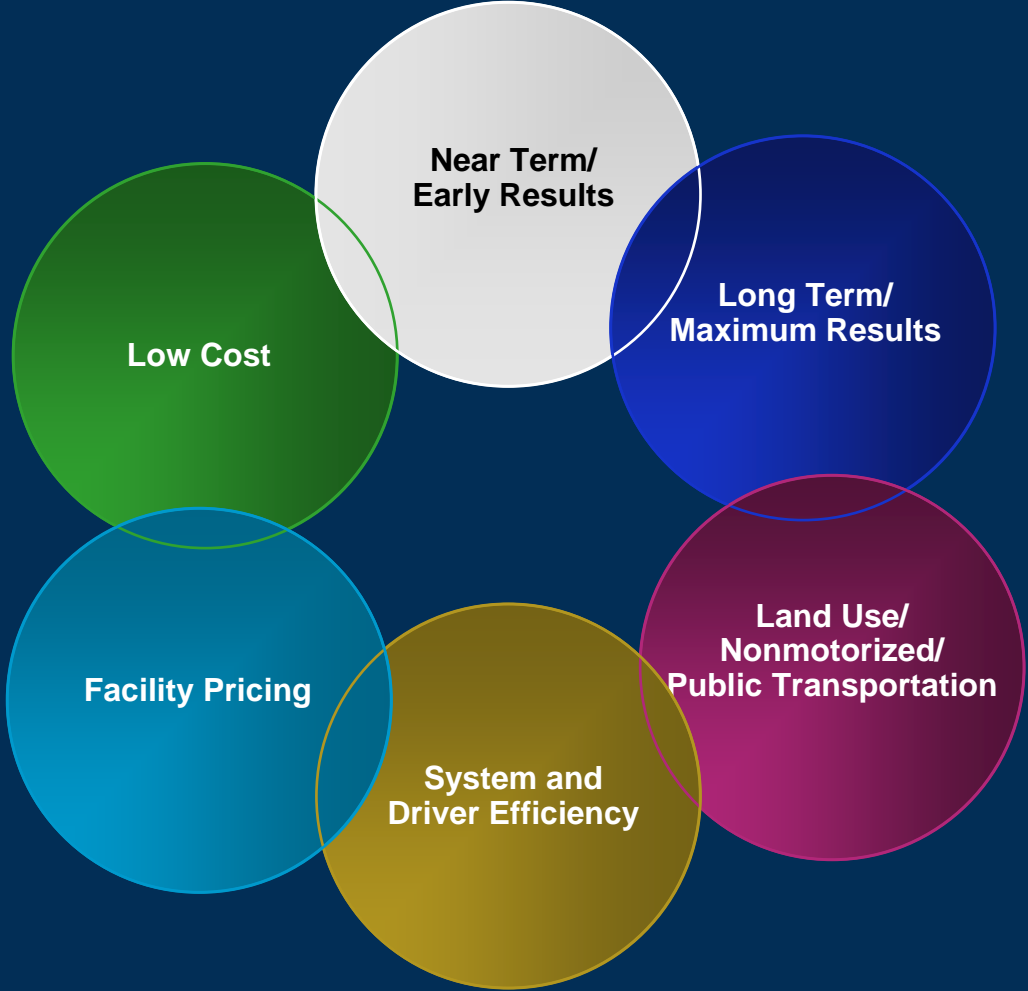 Near Term/
Early Results
Long Term/
Maximum Results
Low Cost
Land Use/
Nonmotorized/
Public Transportation
Facility Pricing
System and
Driver Efficiency